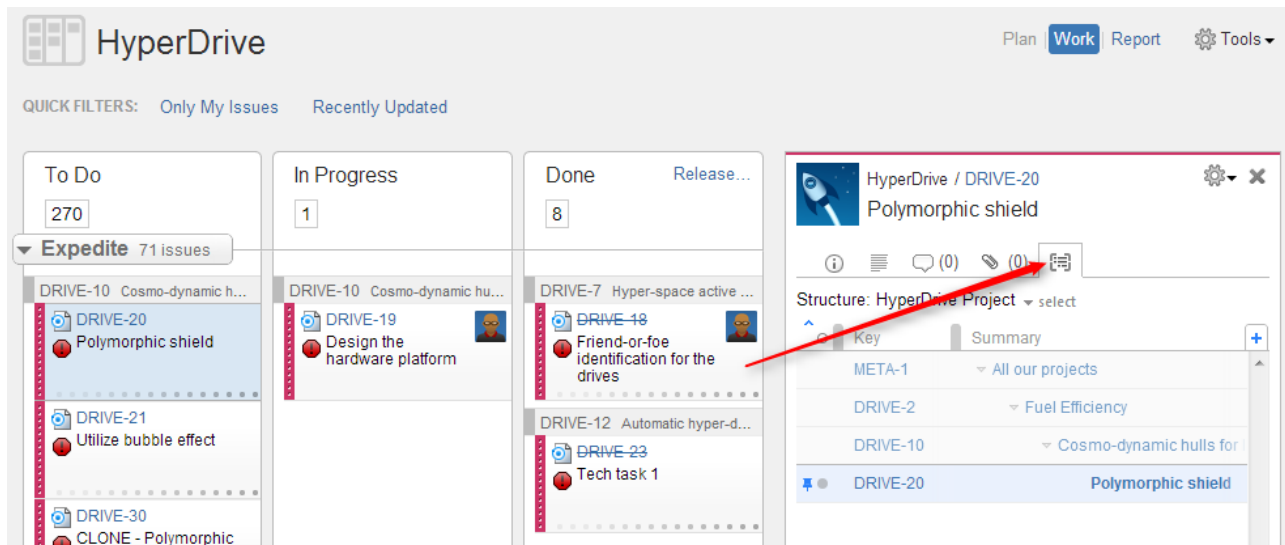 HyperDrive
Plan | Work | Report Tools
QUICK FILTERS: Only My Issues Recently Updated
To Do
270
In Progress
1
Done Release...
8
Expedite 71 issues
DRIVE-10 Cosmo-dynamic h...
DRIVE-20
Polymorphic shield
DRIVE-21
Utilize bubble effect
DRIVE-30
CLONE - Polymorphic
DRIVE-10 Cosmo-dynamic hu...
DRIVE-19
Design the
hardware platform
DRIVE-7 Hyper-space active ...
DRIVE-18
Friend-or-foe
identification for the
drives
DRIVE-12 Automatic hyper-d...
DRIVE-23
Tech task 1
HyperDrive / DRIVE-20
Polymorphic shield
(0) (0)
Structure: HyperDrive Project select
Key Summary
META-1 All our projects
DRIVE-2 Fuel Efficiency
DRIVE-10 Cosmo-dynamic hulls for
DRIVE-20 Polymorphic shield